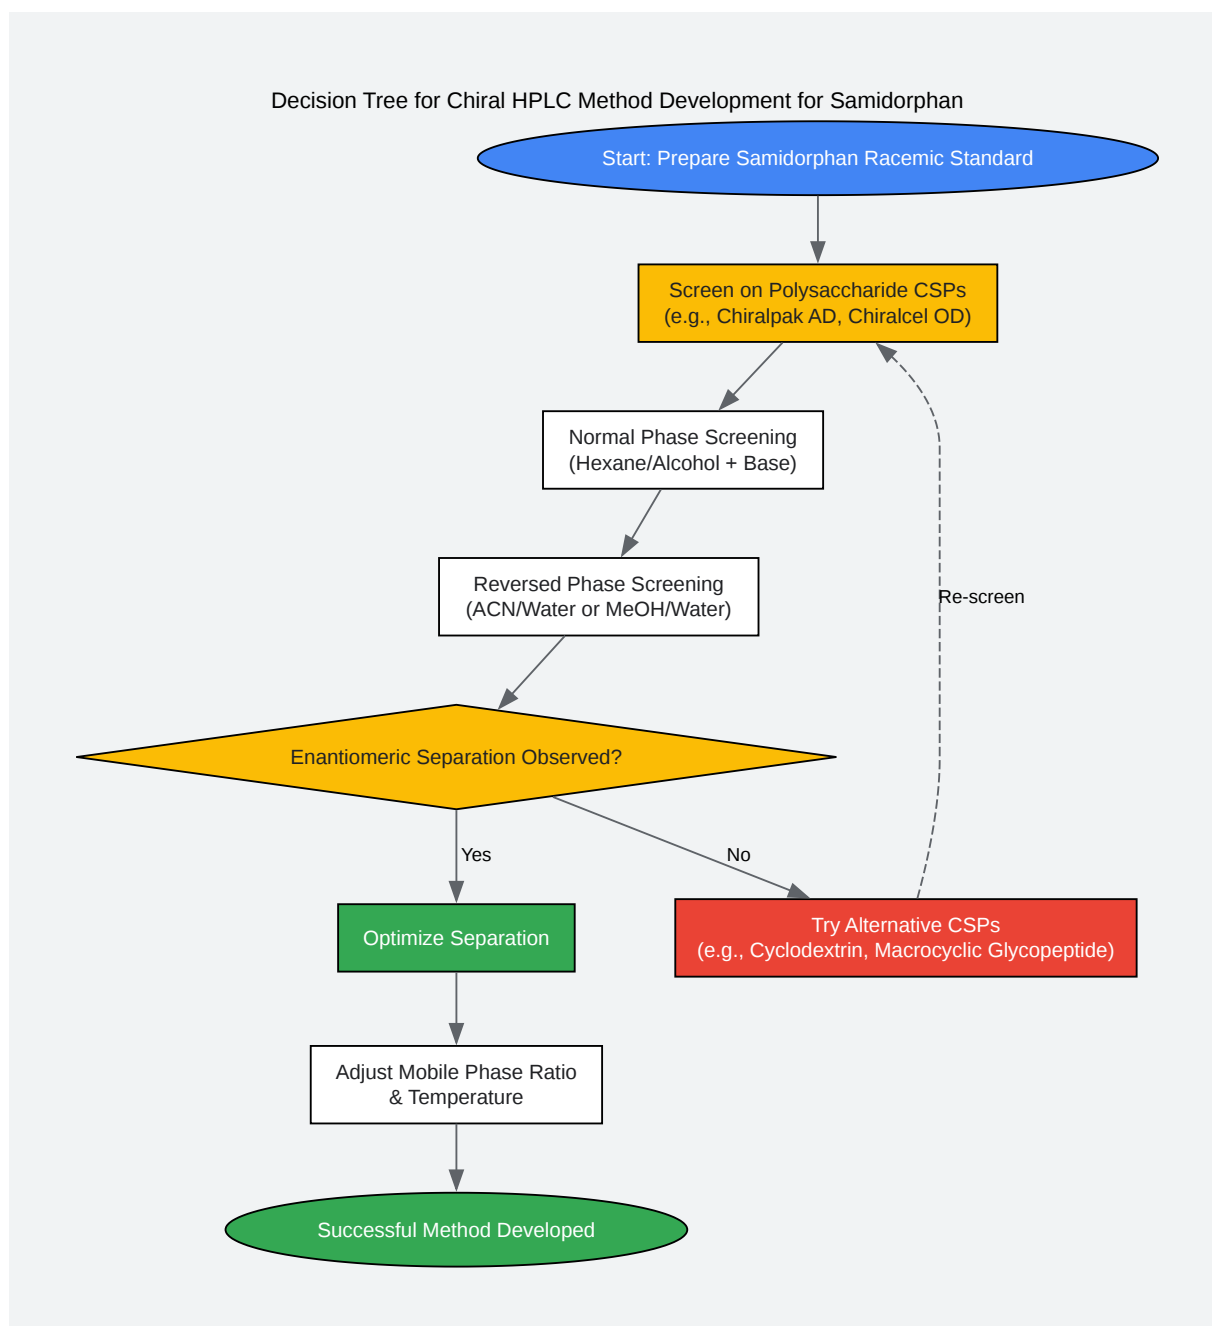 Decision Tree for Chiral HPLC Method Development for Samidorphan
Start: Prepare Samidorphan Racemic Standard
Screen on Polysaccharide CSPs
(e.g., Chiralpak AD, Chiralcel OD)
Normal Phase Screening
(Hexane/Alcohol + Base)
Reversed Phase Screening
(ACN/Water or MeOH/Water)
Re-screen
Enantiomeric Separation Observed?
Yes
No
Optimize Separation
Try Alternative CSPs
(e.g., Cyclodextrin, Macrocyclic Glycopeptide)
Adjust Mobile Phase Ratio
& Temperature
Successful Method Developed